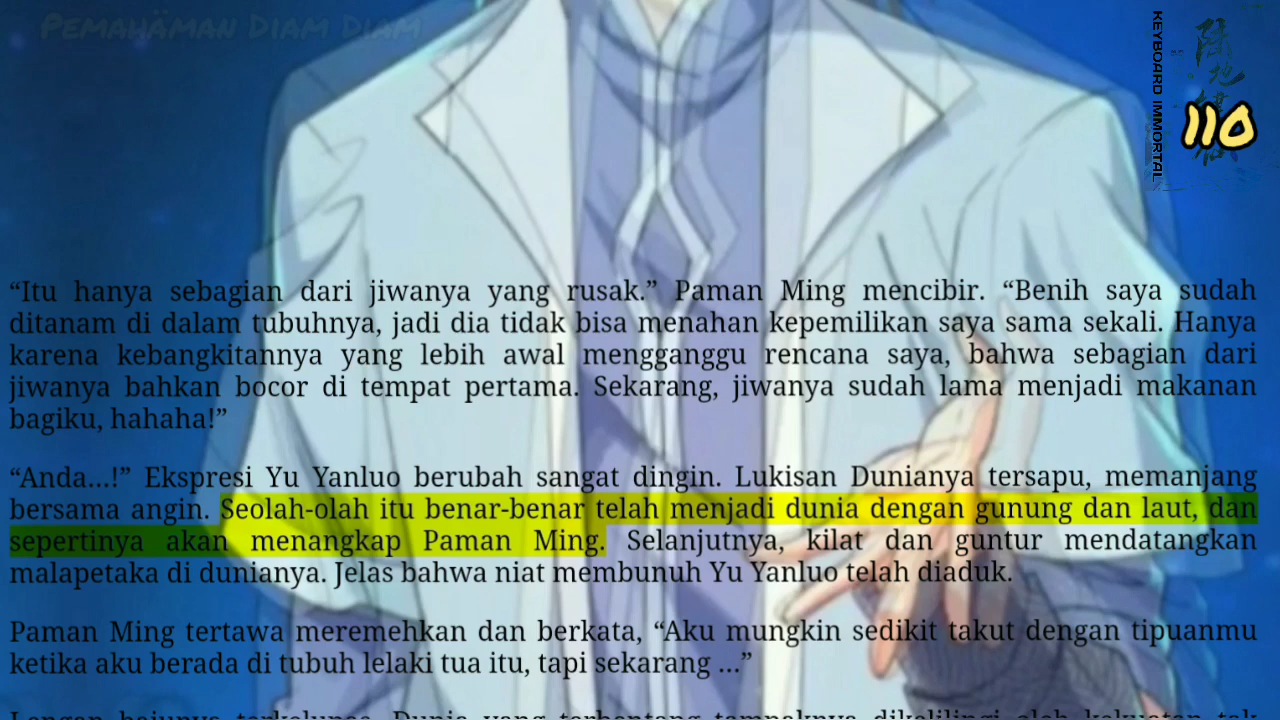 Pemahaman Diam Diam
KEYBOARD IMMORTAL
110
“Itu hanya sebagian dari jiwanya yang rusak.” Paman Ming mencibir. “Benih saya sudah
ditanam di dalam tubuhnya, jadi dia tidak bisa menahan kepemilikan saya sama sekali. Hanya
karena kebangkitannya yang lebih awal mengganggu rencana saya, bahwa sebagian dari
jiwanya bahkan bocor di tempat pertama. Sekarang, jiwanya sudah lama menjadi makanan
bagiku, hahaha!”
“Anda...!” Ekspresi Yu Yanluo berubah sangat dingin. Lukisan Dunianya tersapu, memanjang
bersama angin. Seolah-olah itu benar-benar telah menjadi dunia dengan gunung dan laut, dan
sepertinya akan menangkap Paman Ming. Selanjutnya, kilat dan guntur mendatangkan
malapetaka di dunianya. Jelas bahwa niat membunuh Yu Yanluo telah diaduk.
Paman Ming tertawa meremehkan dan berkata, “Aku mungkin sedikit takut dengan tipuanmu
ketika aku berada di tubuh lelaki tua itu, tapi sekarang ...”